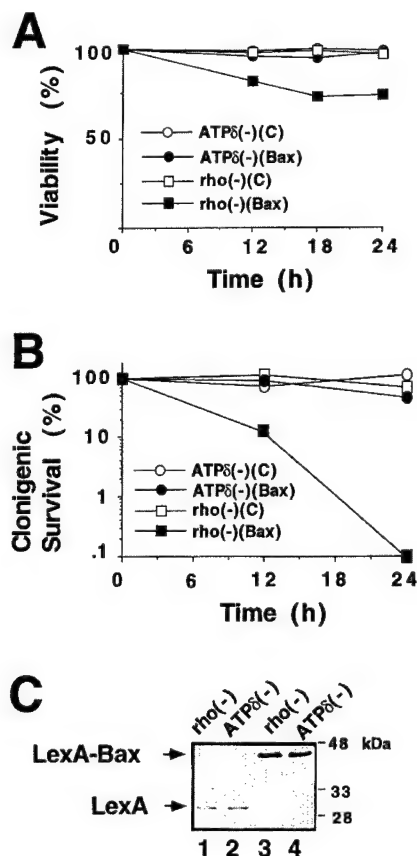 A
Viability (%)
100
50
ATPδ(-)(C)
ATPδ(-)(Bax)
rho(-)(C)
rho(-)(Bax)
0 6 12 18 24
Time (h)
B
Clonigenic Survival (%)
100
10
1
.1
ATPδ(-)(C)
ATPδ(-)(Bax)
rho(-)(C)
rho(-)(Bax)
0 6 12 18 24
Time (h)
C
rho(-) ATPδ(-) rho(-) ATPδ(-)
48 kDa
LexA-Bax
33
LexA
28
1 2 3 4